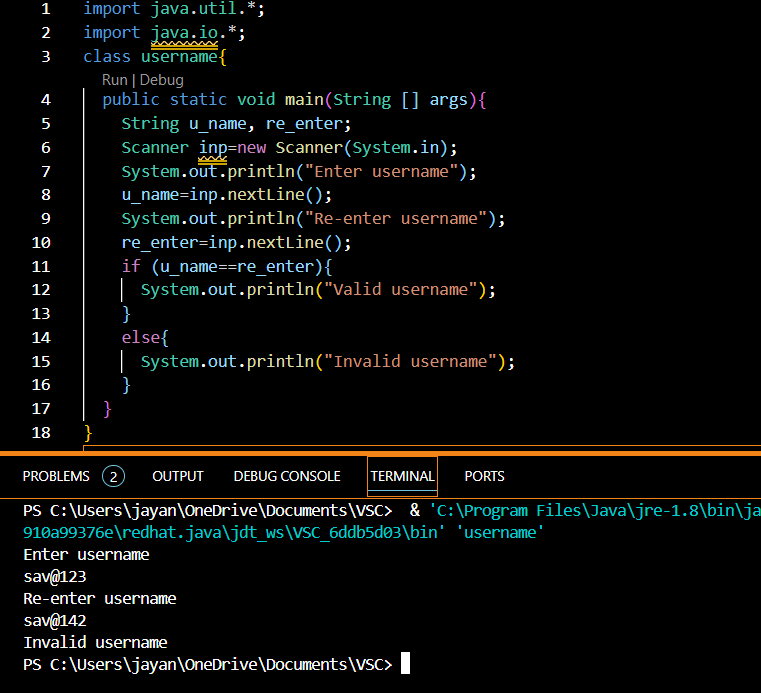 1 import java.util.*;
2 import java.io.*;
3 class username{
Run | Debug
4 public static void main(String [] args){
5 String u_name, re_enter;
6 Scanner inp=new Scanner(System.in);
7 System.out.println("Enter username");
8 u_name=inp.nextLine();
9 System.out.println("Re-enter username");
10 re_enter=inp.nextLine();
11 if (u_name==re_enter){
12 System.out.println("Valid username");
13 }
14 else{
15 System.out.println("Invalid username");
16 }
17 }
18 }
PROBLEMS 2 OUTPUT DEBUG CONSOLE TERMINAL PORTS
PS C:\Users\jayan\OneDrive\Documents\VSC> & 'C:\Program Files\Java\jre-1.8\bin\ja
910a99376e\redhat.java\jdt_ws\VSC_6ddb5d03\bin' 'username'
Enter username
sav@123
Re-enter username
sav@142
Invalid username
PS C:\Users\jayan\OneDrive\Documents\VSC>